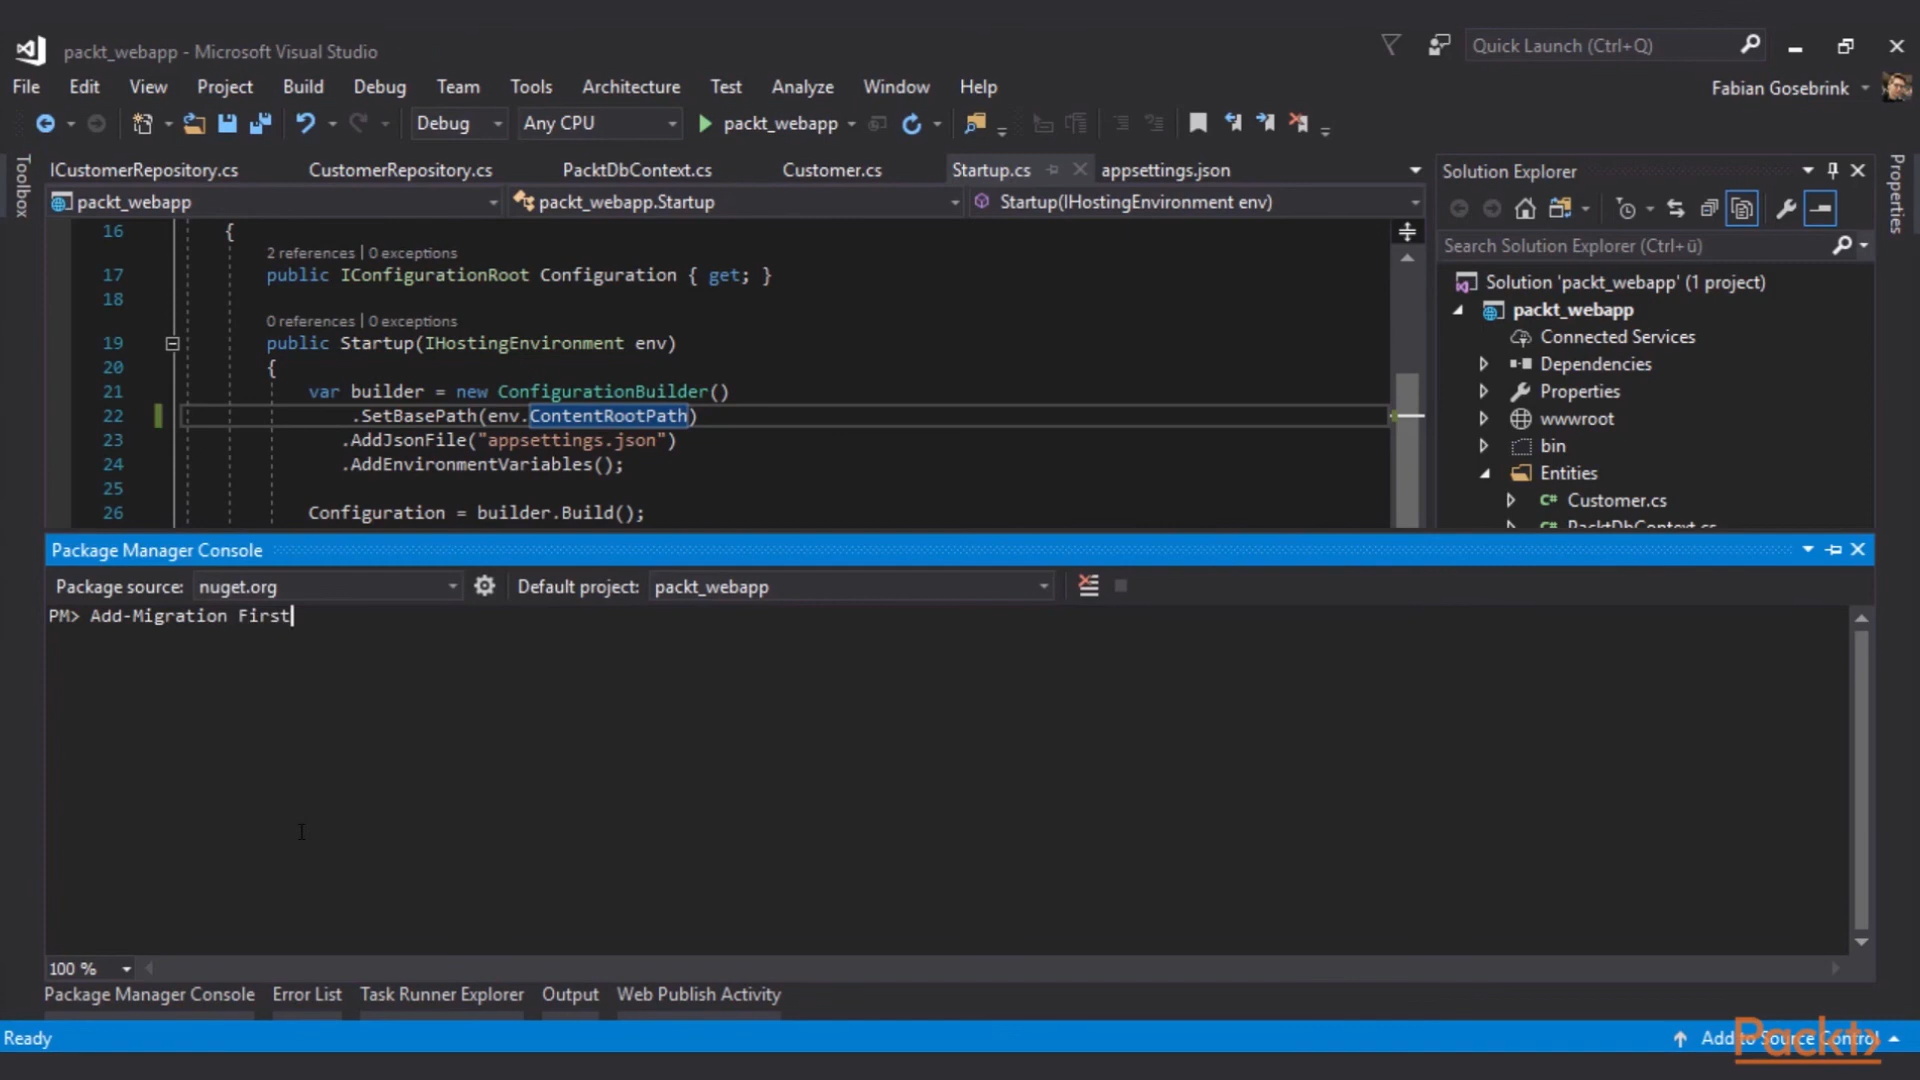 packt_webapp - Microsoft Visual Studio
Quick Launch (Ctrl+Q)
File Edit View Project Build Debug Team Tools Architecture Test Analyze Window Help
Fabian Gosebrink
Debug Any CPU packt_webapp
Toolbox
ICustomerRepository.cs CustomerRepository.cs PacktDbContext.cs Customer.cs Startup.cs appsettings.json
packt_webapp packt_webapp.Startup Startup(IHostingEnvironment env)
16 {
2 references | 0 exceptions
17 public IConfigurationRoot Configuration { get; }
18
0 references | 0 exceptions
19 public Startup(IHostingEnvironment env)
20 {
21 var builder = new ConfigurationBuilder()
22 .SetBasePath(env.ContentRootPath)
23 .AddJsonFile("appsettings.json")
24 .AddEnvironmentVariables();
25
26 Configuration = builder.Build();
Solution Explorer
Search Solution Explorer (Ctrl+ü)
Solution 'packt_webapp' (1 project)
packt_webapp
Connected Services
Dependencies
Properties
wwwroot
bin
Entities
C# Customer.cs
C# PacktDbContext.cs
Properties
Package Manager Console
Package source: nuget.org Default project: packt_webapp
PM> Add-Migration First
100 %
Package Manager Console Error List Task Runner Explorer Output Web Publish Activity
Ready
Add to Source Control
Packt